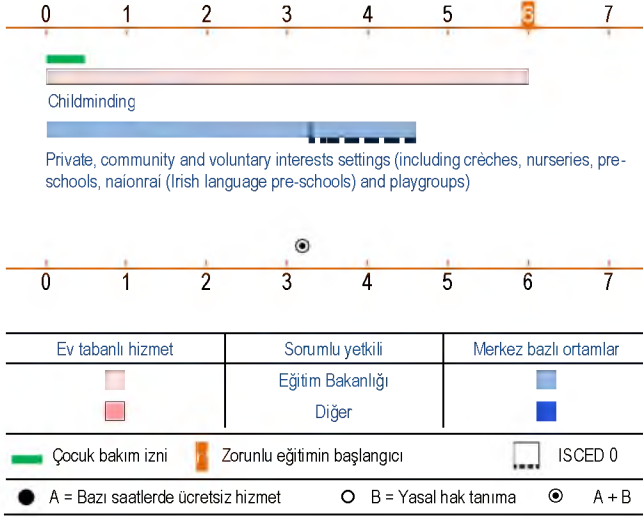 0 1 2 3 4 5 6 7
Childminding
Private, community and voluntary interests settings (including crèches, nurseries, pre-
schools, naíonraí (Irish language pre-schools) and playgroups)
0 1 2 3 4 5 6 7
Ev tabanlı hizmet Sorumlu yetkili Merkez bazlı ortamlar
Eğitim Bakanlığı
Diğer
Çocuk bakım izni Zorunlu eğitimin başlangıcı ISCED 0
A = Bazı saatlerde ücretsiz hizmet B = Yasal hak tanıma A + B